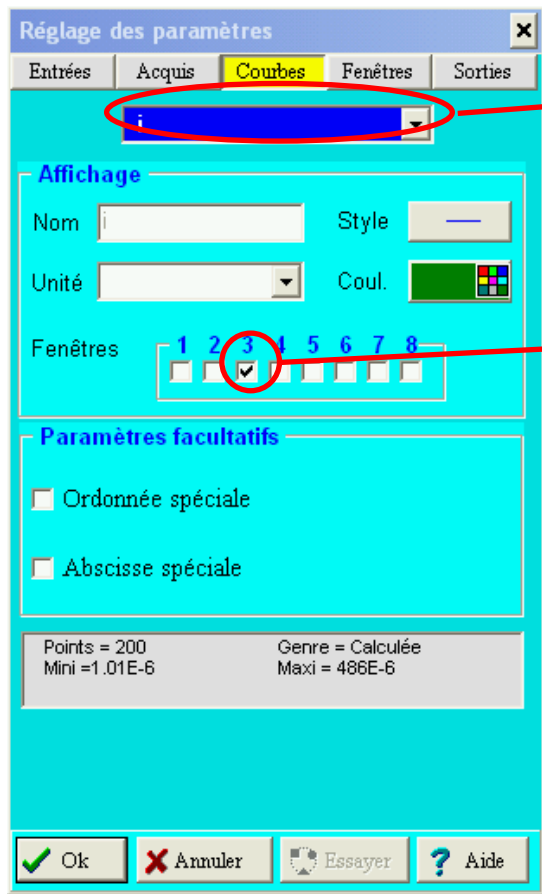 Réglage des paramètres
Entrées Acquis Courbes Fenêtres Sorties
i
Affichage
Nom i Style
Unité Coul.
Fenêtres 1 2 3 4 5 6 7 8
Paramètres facultatifs
Ordonnée spéciale
Abscisse spéciale
Points = 200 Genre = Calculée
Mini =1.01E-6 Maxi = 486E-6
Ok Annuler Essayer Aide